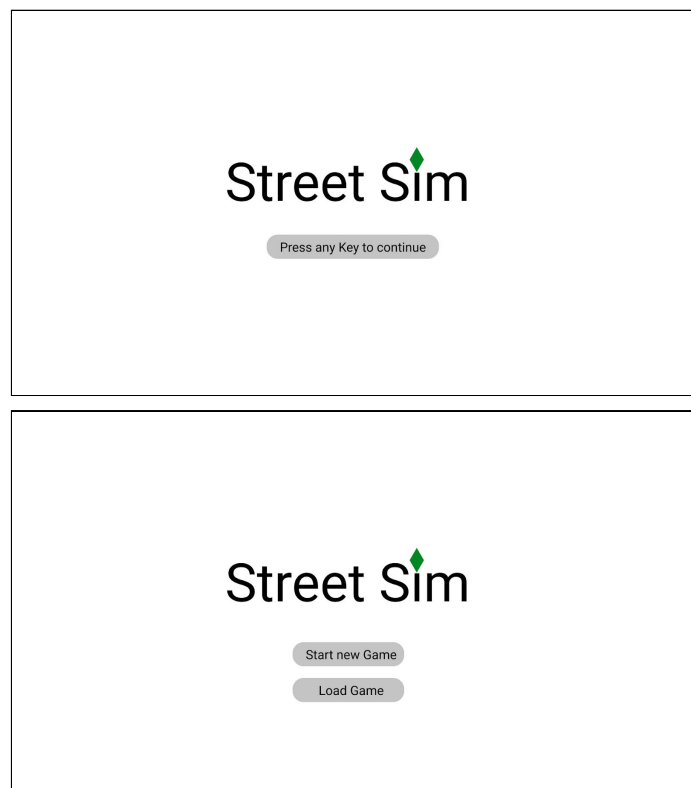 Street Sim
Press any Key to continue
Street Sim
Start new Game
Load Game